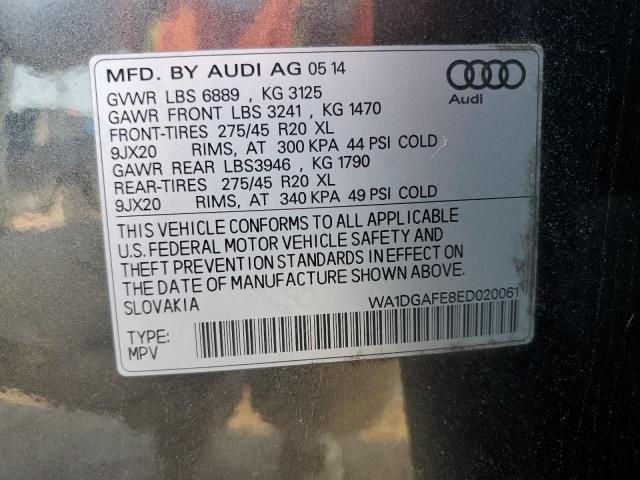 MFD. BY AUDI AG 05 14
GVWR LBS 6889 , KG 3125
GAWR FRONT LBS 3241 , KG 1470
FRONT-TIRES 275/45 R20 XL
9JX20 RIMS, AT 300 KPA 44 PSI COLD
GAWR REAR LBS3946 , KG 1790
REAR-TIRES 275/45 R20 XL
9JX20 RIMS, AT 340 KPA 49 PSI COLD
Audi
THIS VEHICLE CONFORMS TO ALL APPLICABLE
U.S. FEDERAL MOTOR VEHICLE SAFETY AND
THEFT PREVENTION STANDARDS IN EFFECT ON
THE DATE OF MANUFACTURE SHOWN ABOVE.
SLOVAKIA
WA1DGAFE8ED020061
TYPE:
MPV